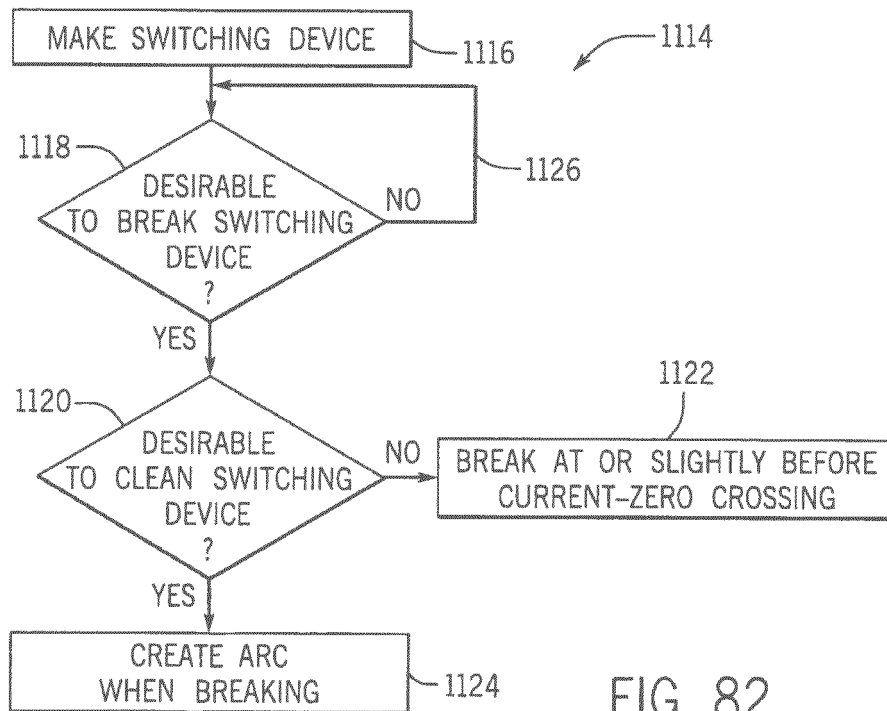 MAKE SWITCHING DEVICE
1116
1114
1118
DESIRABLE
TO BREAK SWITCHING
DEVICE
?
NO
1126
YES
1120
DESIRABLE
TO CLEAN SWITCHING
DEVICE
?
NO
1122
BREAK AT OR SLIGHTLY BEFORE
CURRENT-ZERO CROSSING
YES
CREATE ARC
WHEN BREAKING
1124
FIG. 82